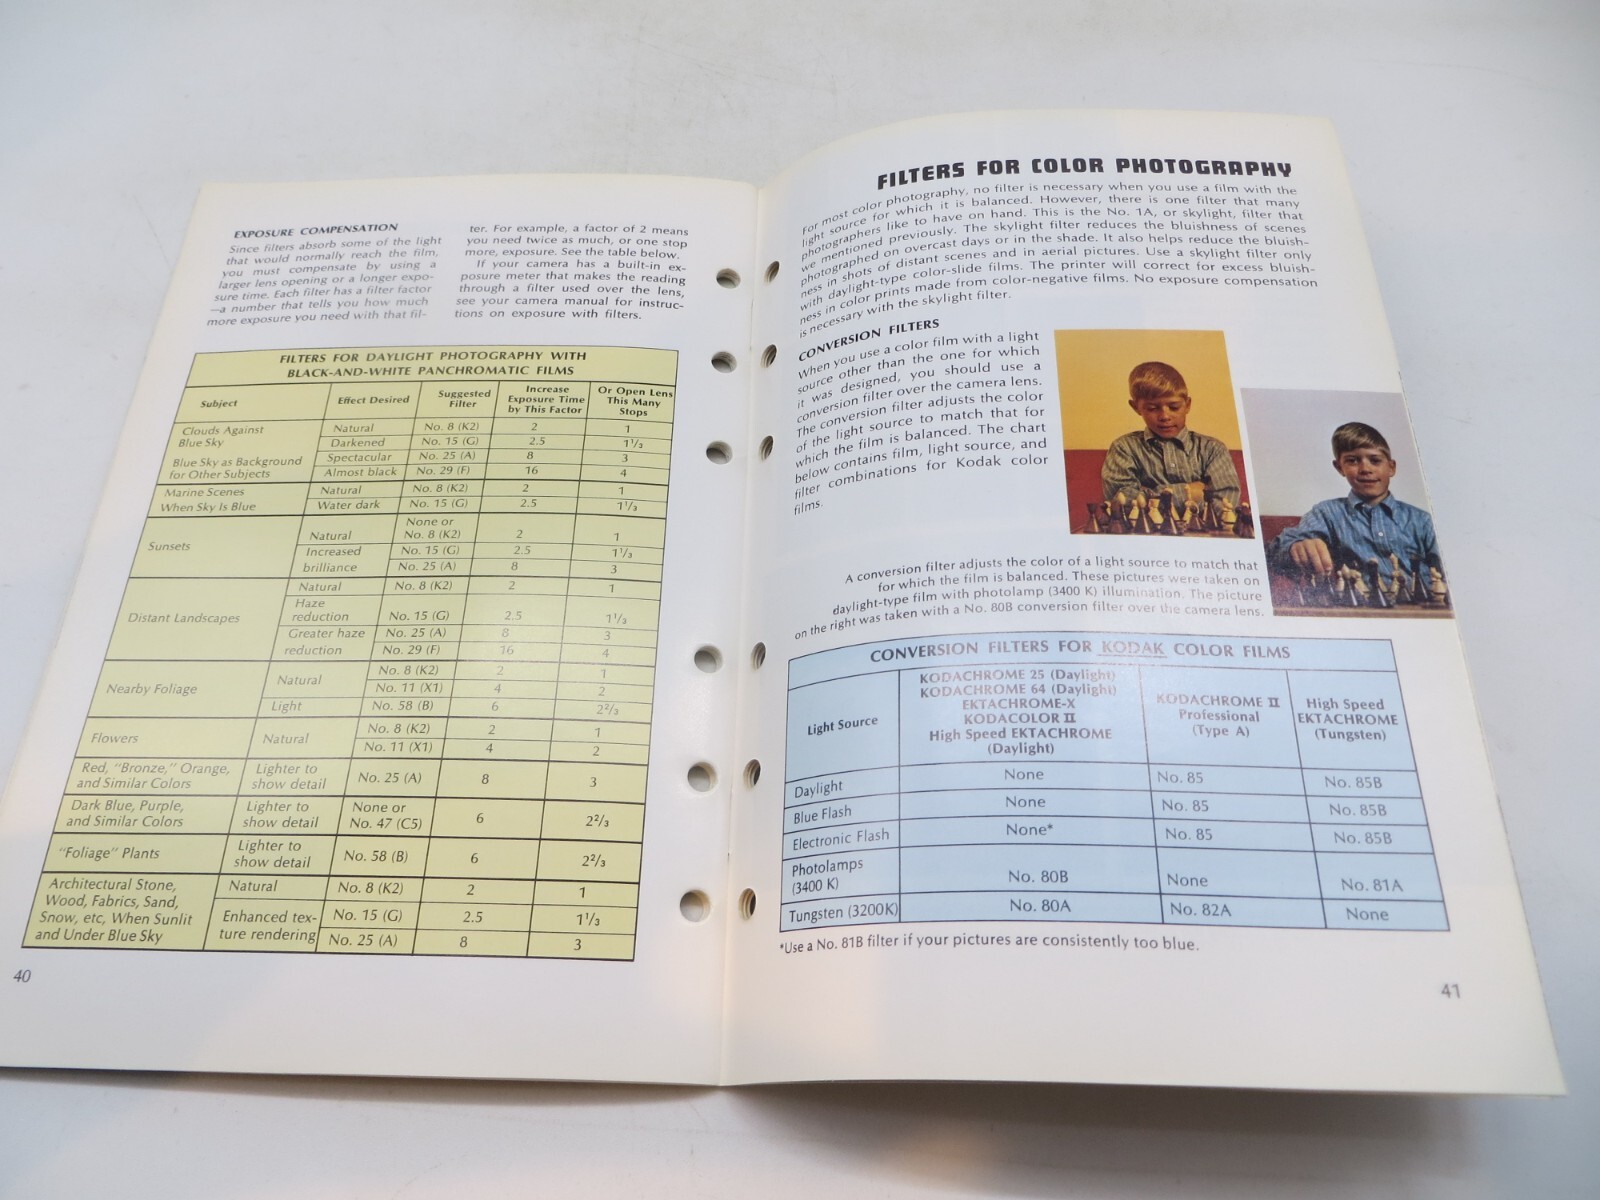 EXPOSURE COMPENSATION
Since filters absorb some of the light
that would normally reach the film,
you must compensate by using a
larger lens opening or a longer expo-
sure time. Each filter has a filter factor
—a number that tells you how much
more exposure you need with that fil-
ter. For example, a factor of 2 means
you need twice as much, or one stop
more, exposure. See the table below.
If your camera has a built-in ex-
posure meter that makes the reading
through a filter used over the lens,
see your camera manual for instruc-
tions on exposure with filters.
FILTERS FOR DAYLIGHT PHOTOGRAPHY WITH
BLACK-AND-WHITE PANCHROMATIC FILMS
Subject Effect Desired Suggested Filter Increase Exposure Time by This Factor Or Open Lens This Many Stops
Clouds Against Blue Sky Natural No. 8 (K2) 2 1
Darkened No. 15 (G) 2.5 1 1/3
Blue Sky as Background for Other Subjects Spectacular No. 25 (A) 8 3
Almost black No. 29 (F) 16 4
Marine Scenes When Sky Is Blue Natural No. 8 (K2) 2 1
Water dark No. 15 (G) 2.5 1 1/3
Sunsets Natural None or No. 8 (K2) 2 1
Increased brilliance No. 15 (G) 2.5 1 1/3
No. 25 (A) 8 3
Distant Landscapes Natural No. 8 (K2) 2 1
Haze reduction No. 15 (G) 2.5 1 1/3
Greater haze reduction No. 25 (A) 8 3
No. 29 (F) 16 4
Nearby Foliage Natural No. 8 (K2) 2 1
No. 11 (X1) 4 2
Light No. 58 (B) 6 2 2/3
Flowers Natural No. 8 (K2) 2 1
No. 11 (X1) 4 2
Red, "Bronze," Orange, and Similar Colors Lighter to show detail No. 25 (A) 8 3
Dark Blue, Purple, and Similar Colors Lighter to show detail None or No. 47 (C5) 6 2 2/3
"Foliage" Plants Lighter to show detail No. 58 (B) 6 2 2/3
Architectural Stone, Wood, Fabrics, Sand, Snow, etc, When Sunlit and Under Blue Sky Natural No. 8 (K2) 2 1
Enhanced tex-ture rendering No. 15 (G) 2.5 1 1/3
No. 25 (A) 8 3
40
FILTERS FOR COLOR PHOTOGRAPHY
For most color photography, no filter is necessary when you use a film with the
light source for which it is balanced. However, there is one filter that many
photographers like to have on hand. This is the No. 1A, or skylight, filter that
we mentioned previously. The skylight filter reduces the bluishness of scenes
photographed on overcast days or in the shade. It also helps reduce the bluish-
ness in shots of distant scenes and in aerial pictures. Use a skylight filter only
with daylight-type color-slide films. The printer will correct for excess bluish-
ness in color prints made from color-negative films. No exposure compensation
is necessary with the skylight filter.
CONVERSION FILTERS
When you use a color film with a light
source other than the one for which
it was designed, you should use a
conversion filter over the camera lens.
The conversion filter adjusts the color
of the light source to match that for
which the film is balanced. The chart
below contains film, light source, and
filter combinations for Kodak color
films.
A conversion filter adjusts the color of a light source to match that
for which the film is balanced. These pictures were taken on
daylight-type film with photolamp (3400 K) illumination. The picture
on the right was taken with a No. 80B conversion filter over the camera lens.
CONVERSION FILTERS FOR KODAK COLOR FILMS
Light Source KODACHROME 25 (Daylight) KODACHROME 64 (Daylight) EKTACHROME-X KODACOLOR II High Speed EKTACHROME (Daylight) KODACHROME II Professional (Type A) High Speed EKTACHROME (Tungsten)
Daylight None No. 85 No. 85B
Blue Flash None No. 85 No. 85B
Electronic Flash None* No. 85 No. 85B
Photolamps (3400 K) No. 80B None No. 81A
Tungsten (3200K) No. 80A No. 82A None
*Use a No. 81B filter if your pictures are consistently too blue.
41